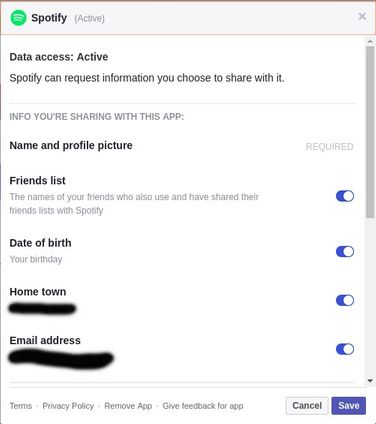 Spotify (Active)
Data access: Active
Spotify can request information you choose to share with it.
INFO YOU'RE SHARING WITH THIS APP:
Name and profile picture REQUIRED
Friends list
The names of your friends who also use and have shared their
friends lists with Spotify
Date of birth
Your birthday
Home town
Email address
Terms · Privacy Policy · Remove App · Give feedback for app Cancel Save